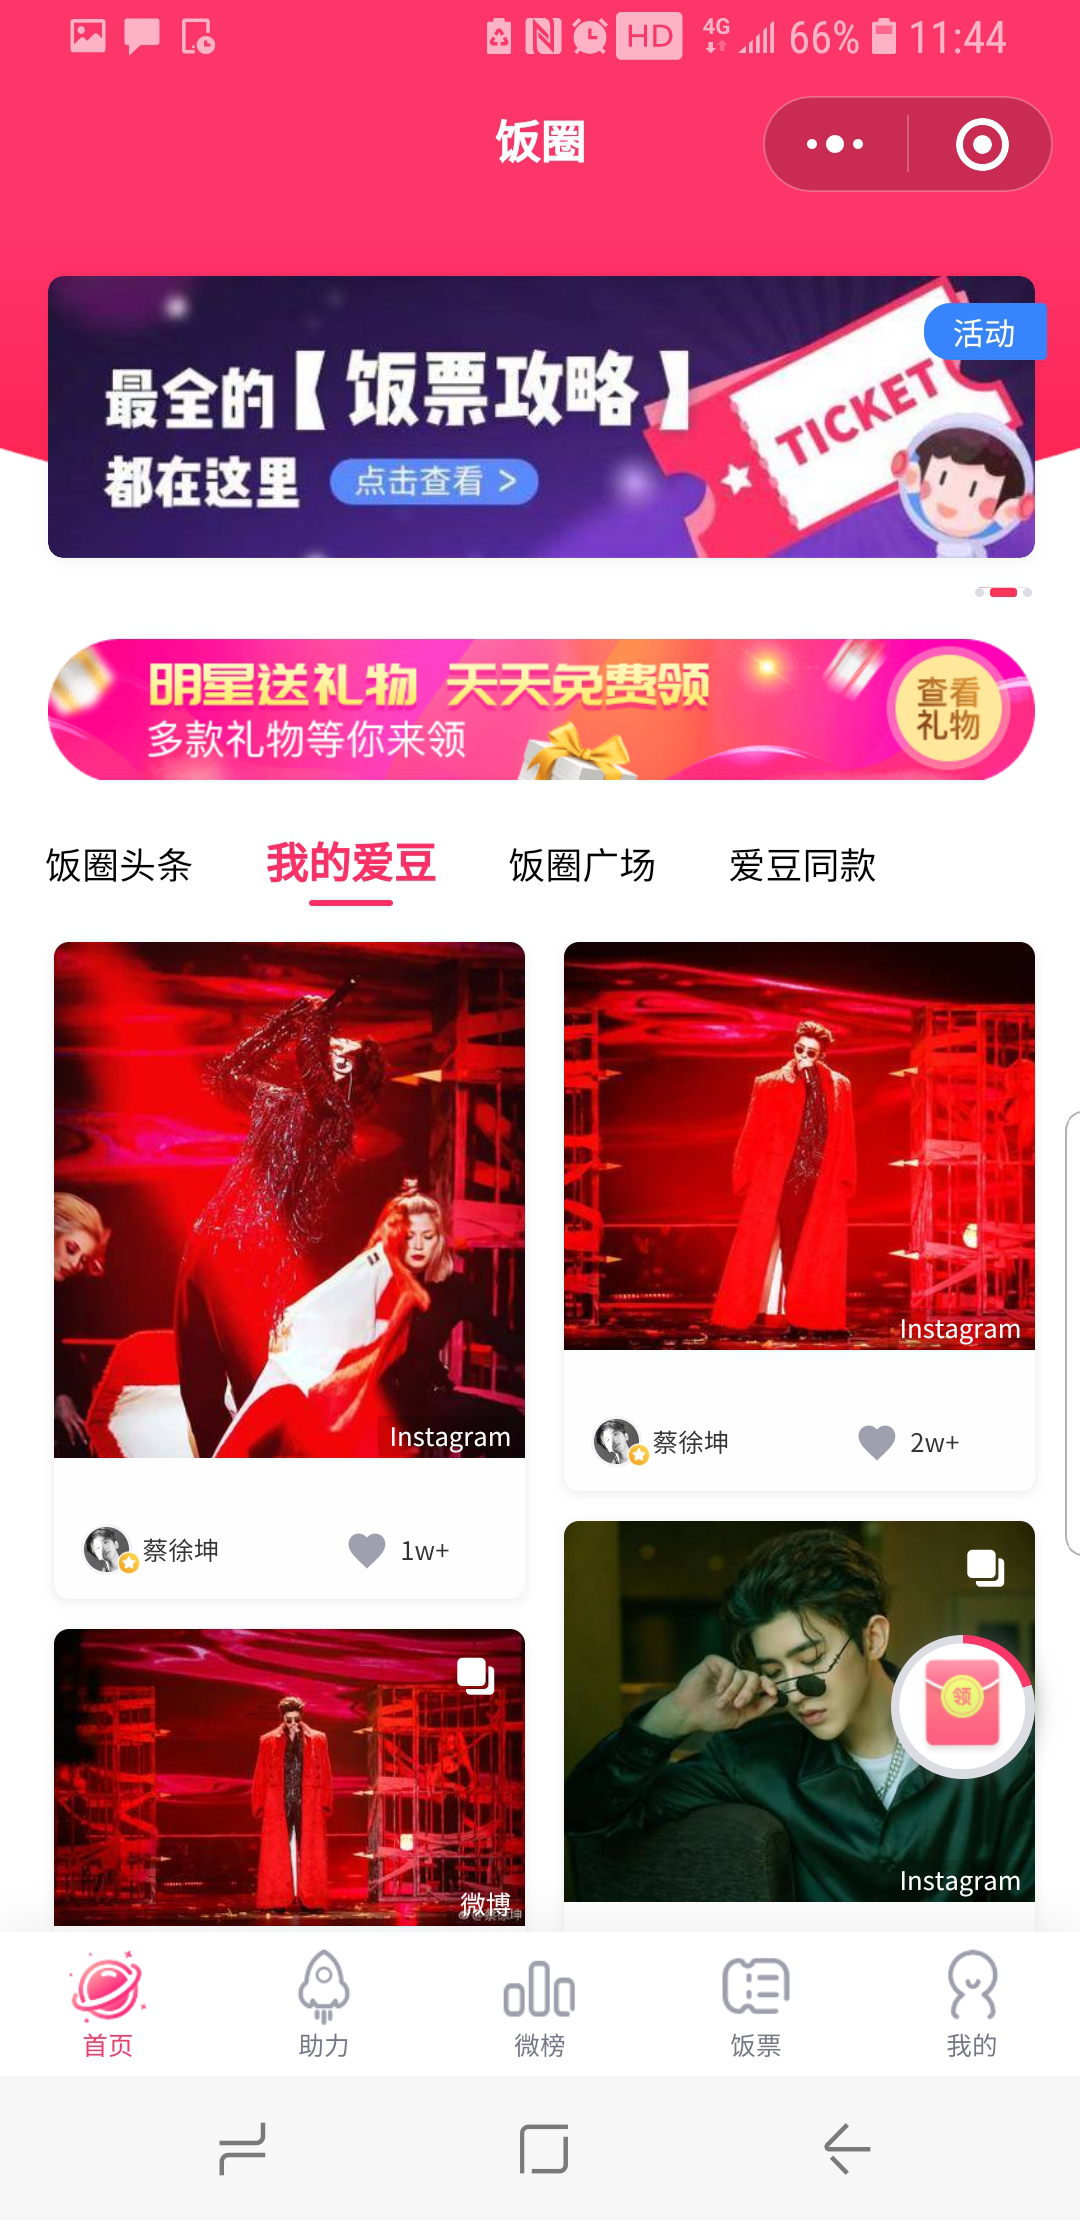 HD 4G 66% 11:44
饭圈
活动
最全的【饭票攻略】
都在这里 点击查看 >
TICKET
明星送礼物 天天免费领
多款礼物等你来领
查看
礼物
饭圈头条 我的爱豆 饭圈广场 爱豆同款
Instagram
蔡徐坤 1w+
Instagram
蔡徐坤 2w+
微博
@蔡徐坤
领
Instagram
首页 助力 微榜 饭票 我的